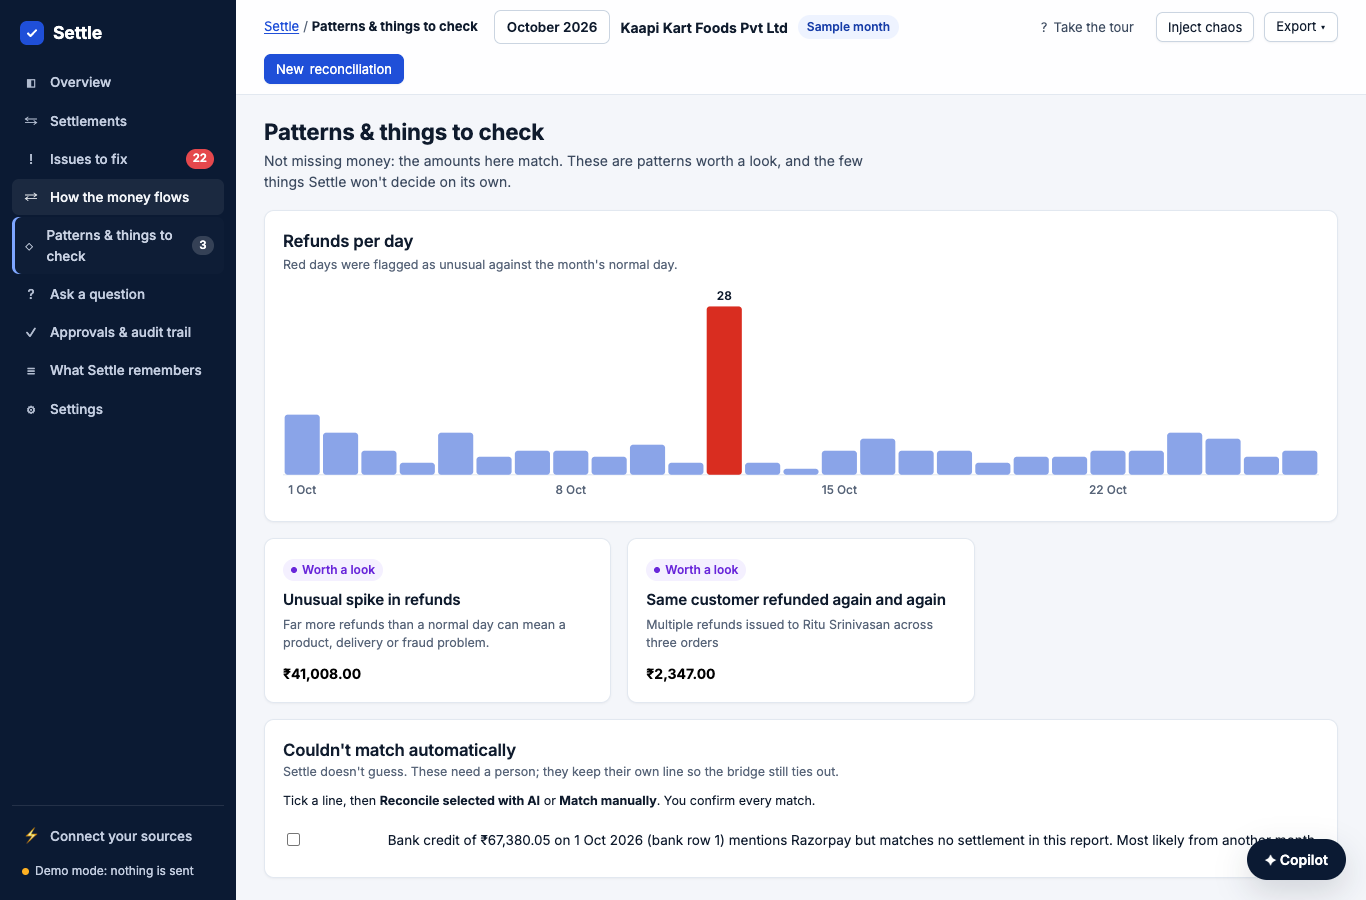 Settle
Overview
Settlements
Issues to fix 22
How the money flows
Patterns & things to check 3
Ask a question
Approvals & audit trail
What Settle remembers
Settings
Connect your sources
Demo mode: nothing is sent
Settle / Patterns & things to check
October 2026
Kaapi Kart Foods Pvt Ltd
Sample month
? Take the tour
Inject chaos
Export
New reconciliation
Patterns & things to check
Not missing money: the amounts here match. These are patterns worth a look, and the few
things Settle won't decide on its own.
Refunds per day
Red days were flagged as unusual against the month's normal day.
28
1 Oct
8 Oct
15 Oct
22 Oct
Worth a look
Unusual spike in refunds
Far more refunds than a normal day can mean a
product, delivery or fraud problem.
₹41,008.00
Worth a look
Same customer refunded again and again
Multiple refunds issued to Ritu Srinivasan across
three orders
₹2,347.00
Couldn't match automatically
Settle doesn't guess. These need a person; they keep their own line so the bridge still ties out.
Tick a line, then Reconcile selected with AI or Match manually. You confirm every match.
Bank credit of ₹67,380.05 on 1 Oct 2026 (bank row 1) mentions Razorpay but matches no settlement in this report. Most likely from another month.
Copilot